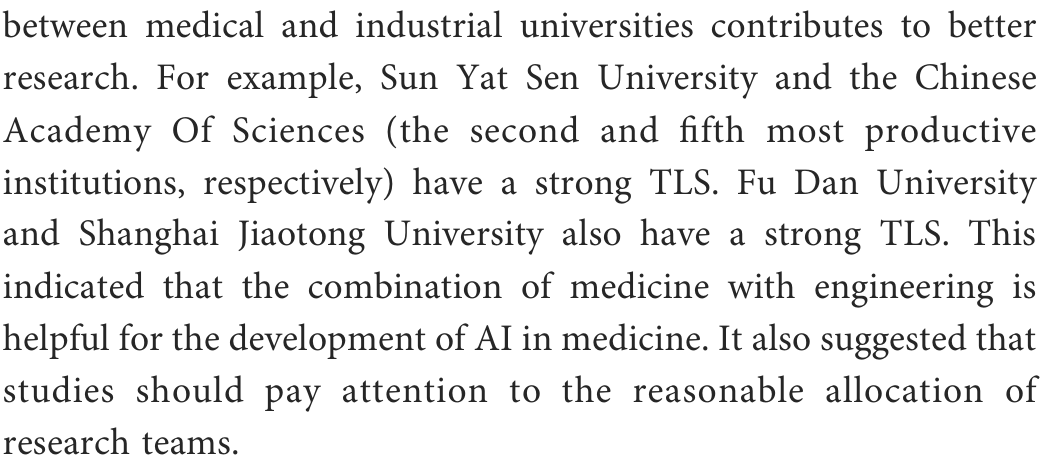 between medical and industrial universities contributes to better
research. For example, Sun Yat Sen University and the Chinese
Academy Of Sciences (the second and fifth most productive
institutions, respectively) have a strong TLS. Fu Dan University
and Shanghai Jiaotong University also have a strong TLS. This
indicated that the combination of medicine with engineering is
helpful for the development of AI in medicine. It also suggested that
studies should pay attention to the reasonable allocation of
research teams.